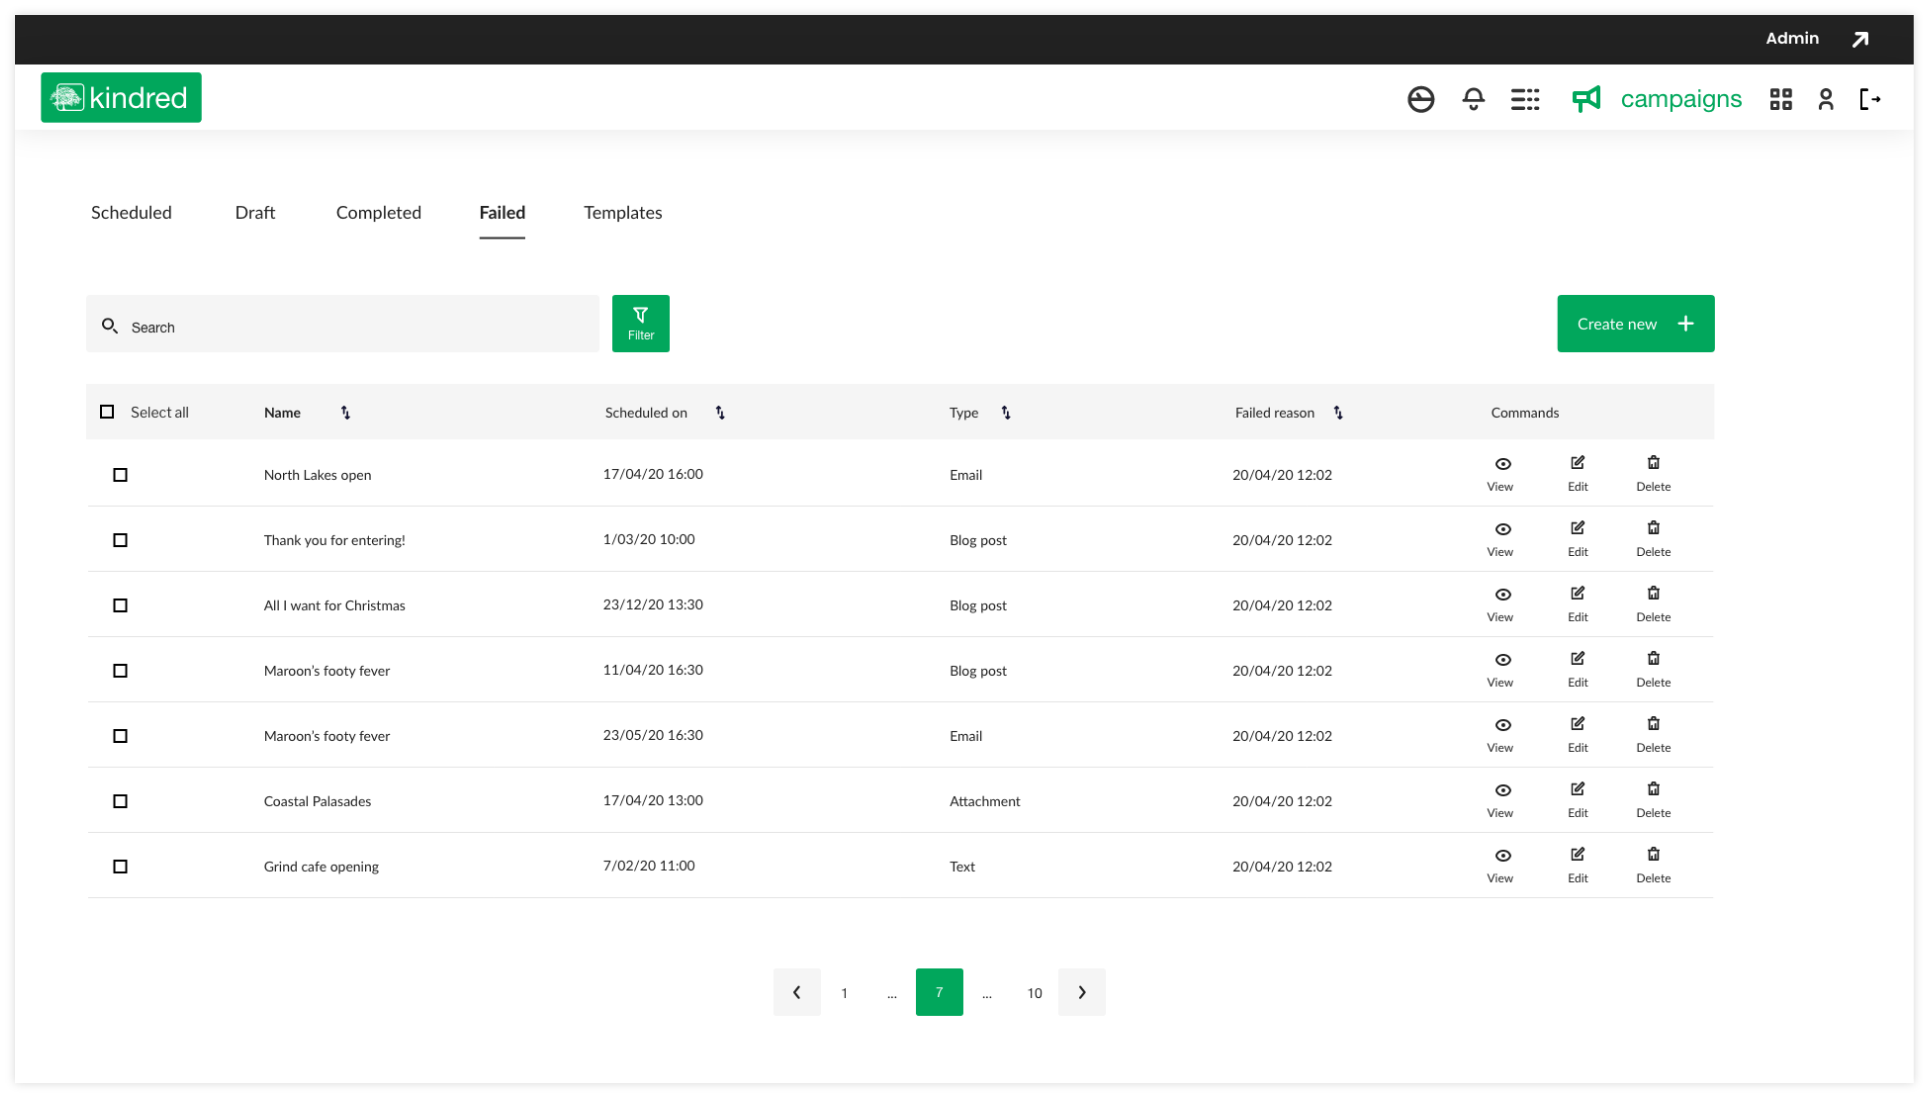 Admin
kindred
campaigns
Scheduled Draft Completed Failed Templates
Search
Filter
Create new
Select all Name Scheduled on Type Failed reason Commands
North Lakes open 17/04/20 16:00 Email 20/04/20 12:02 View Edit Delete
Thank you for entering! 1/03/20 10:00 Blog post 20/04/20 12:02 View Edit Delete
All I want for Christmas 23/12/20 13:30 Blog post 20/04/20 12:02 View Edit Delete
Maroon’s footy fever 11/04/20 16:30 Blog post 20/04/20 12:02 View Edit Delete
Maroon’s footy fever 23/05/20 16:30 Email 20/04/20 12:02 View Edit Delete
Coastal Palasades 17/04/20 13:00 Attachment 20/04/20 12:02 View Edit Delete
Grind cafe opening 7/02/20 11:00 Text 20/04/20 12:02 View Edit Delete
1 ... 7 ... 10